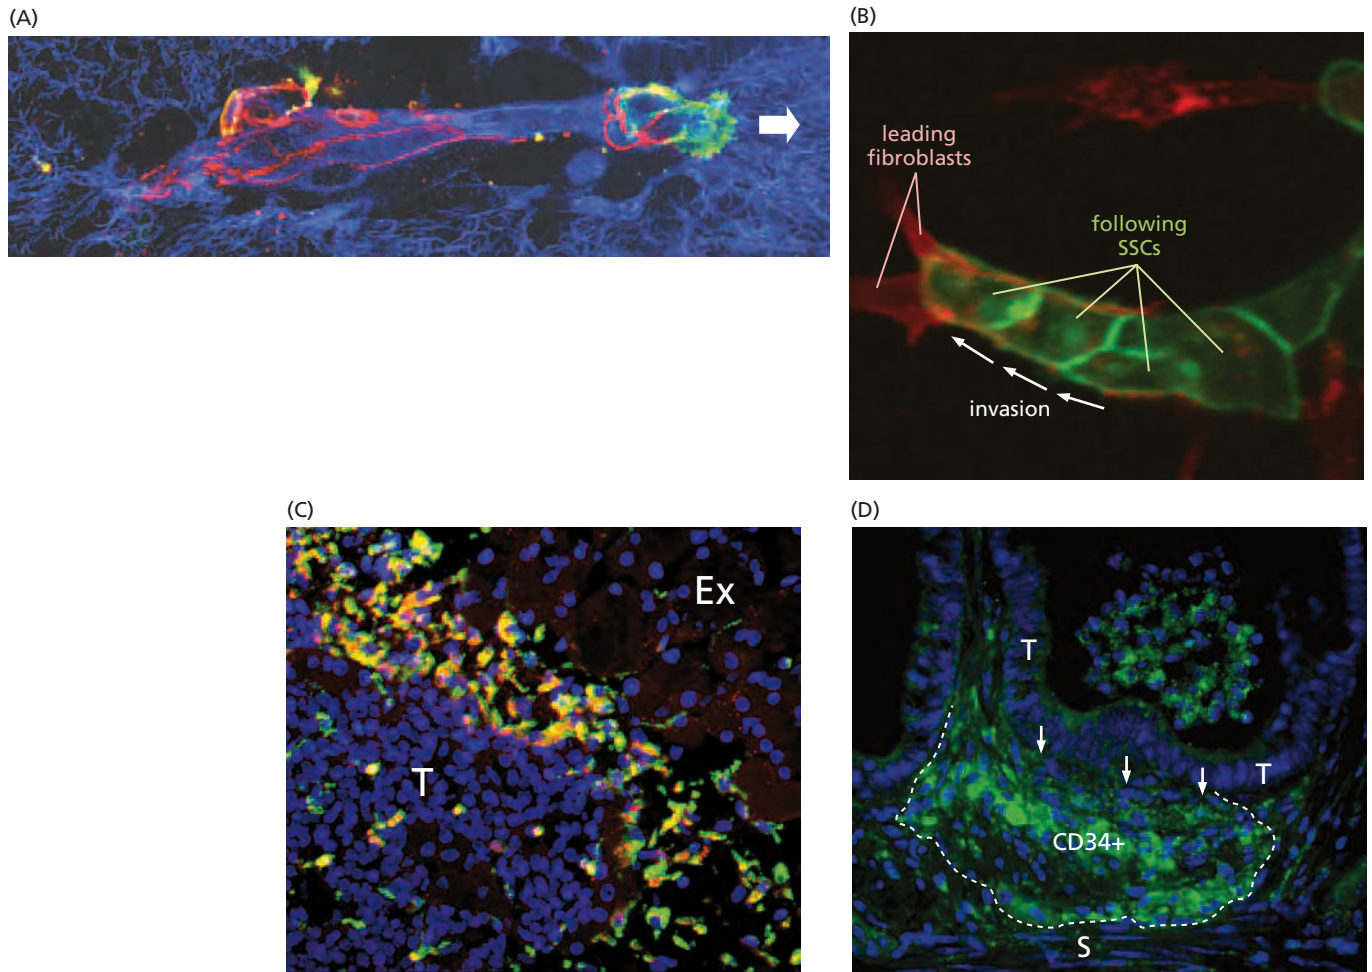 (A)
(B)
leading
fibroblasts
following
SSCs
invasion
(C)
Ex
T
(D)
T
T
CD34+
S